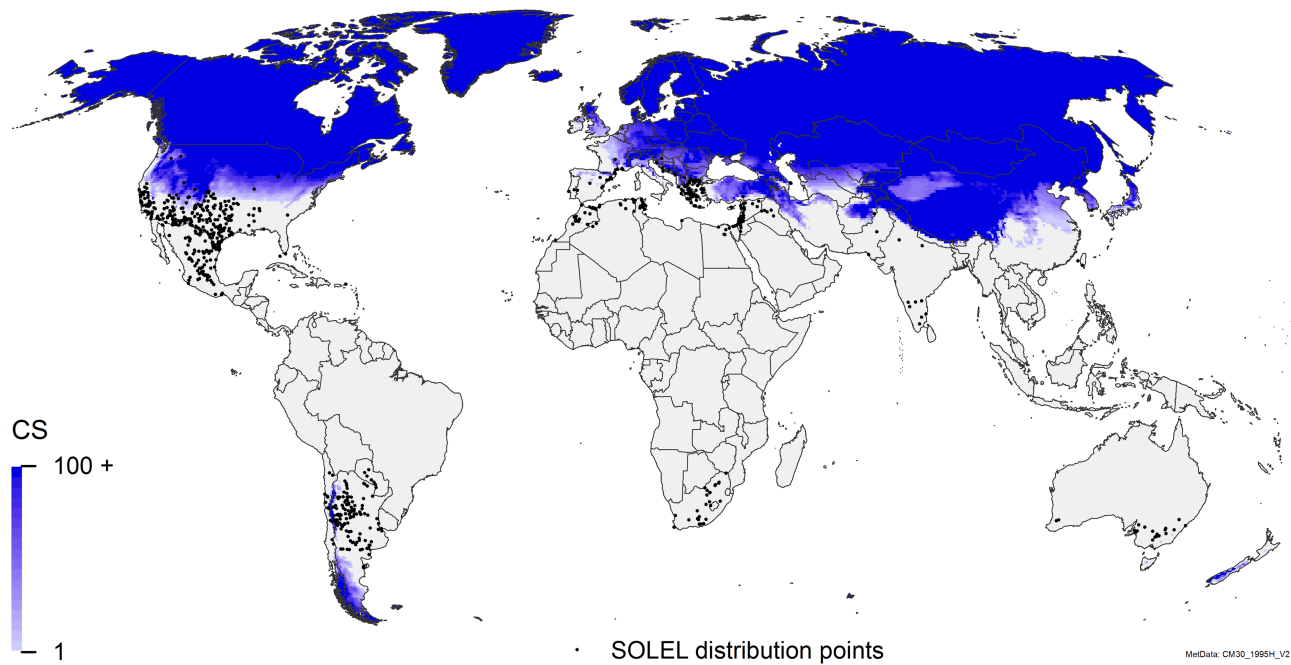 CS
100 +
1
SOLEL distribution points
MetData: CM30_1995H_V2